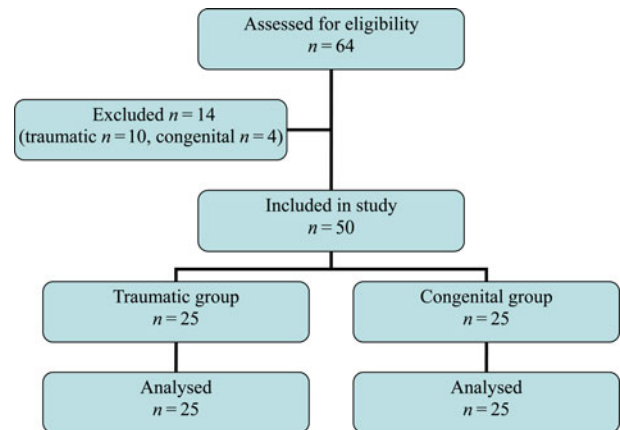 Assessed for eligibility
n = 64
Excluded n = 14
(traumatic n = 10, congenital n = 4)
Included in study
n = 50
Traumatic group
n = 25
Congenital group
n = 25
Analysed
n = 25
Analysed
n = 25